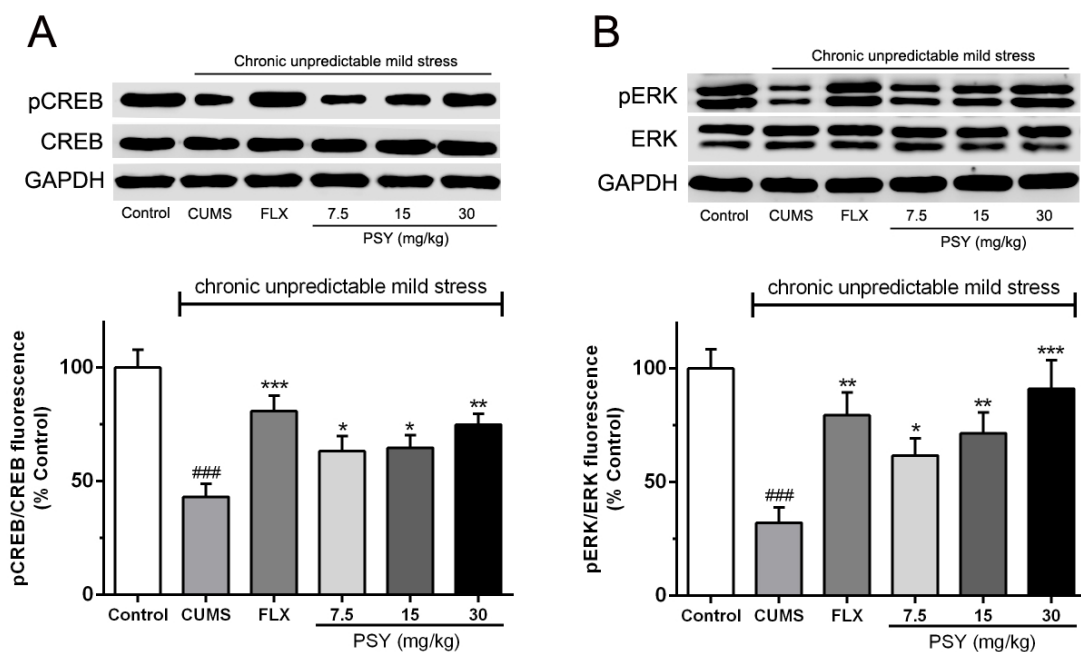 A
Chronic unpredictable mild stress
pCREB
CREB
GAPDH
Control CUMS FLX 7.5 15 30
PSY (mg/kg)
chronic unpredictable mild stress
pCREB/CREB fluorescence
(% Control)
100
50
0
###
***
*
*
**
Control CUMS FLX 7.5 15 30
PSY (mg/kg)
B
Chronic unpredictable mild stress
pERK
ERK
GAPDH
Control CUMS FLX 7.5 15 30
PSY (mg/kg)
chronic unpredictable mild stress
pERK/ERK fluorescence
(% Control)
100
50
0
###
**
*
**
***
Control CUMS FLX 7.5 15 30
PSY (mg/kg)